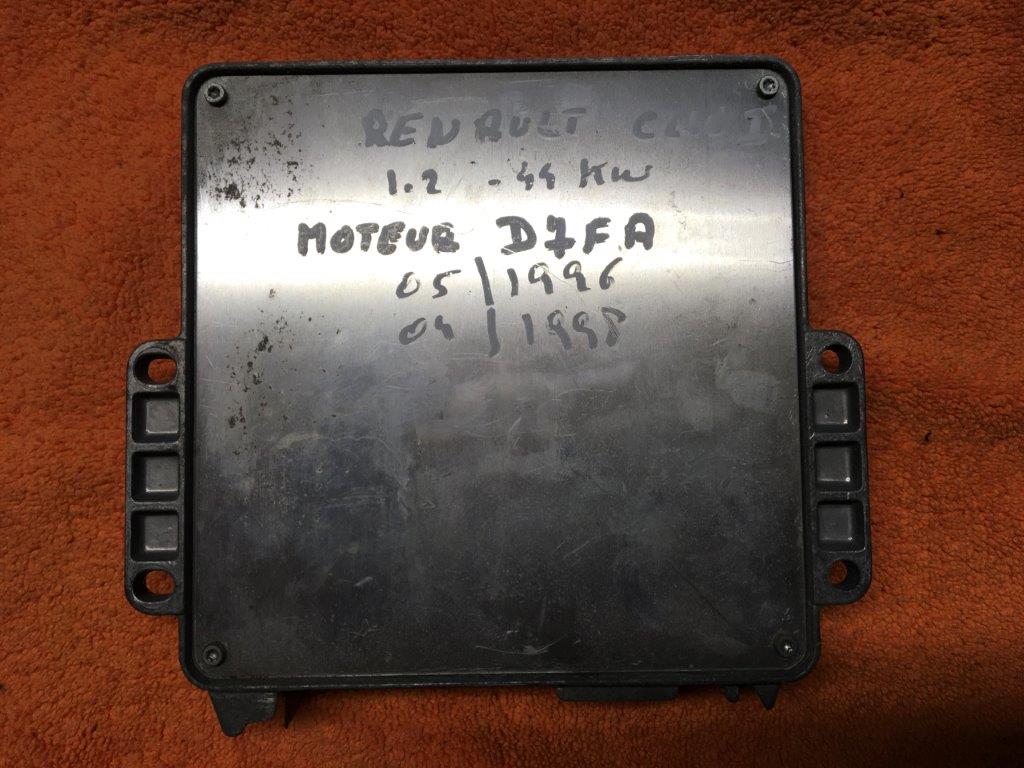 RENAULT CLIO I
1.2 - 44 KW
MOTEUR D7FA
05/1996
04/1998